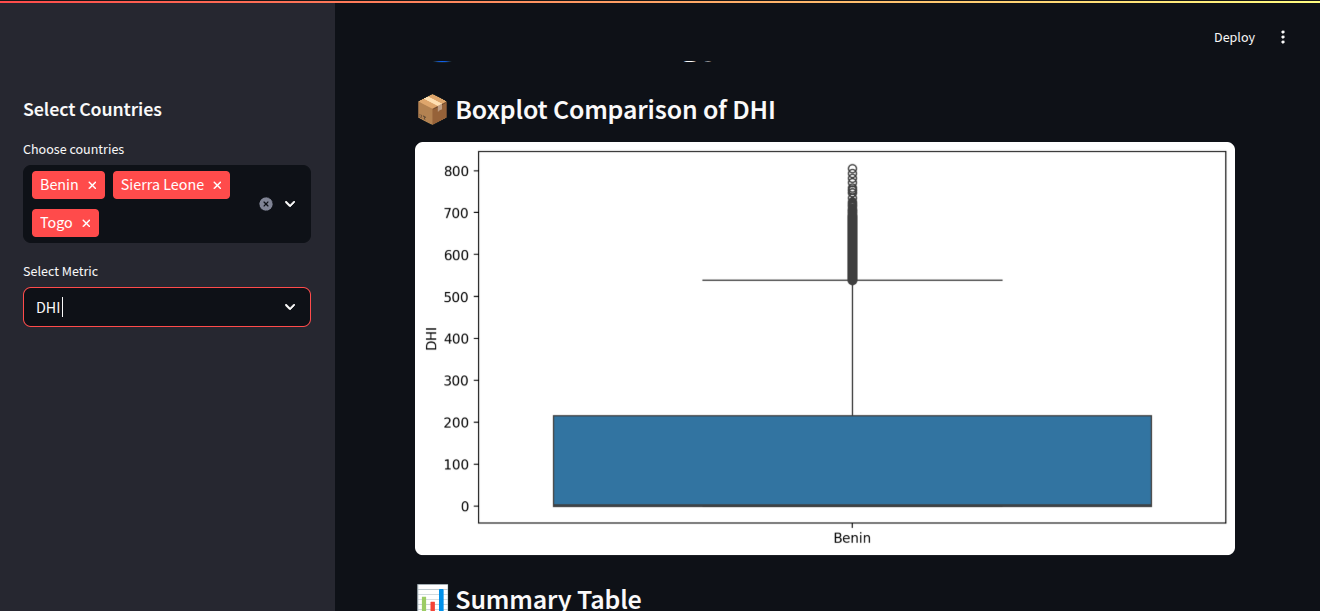 Deploy
Select Countries
Choose countries
Benin
Sierra Leone
Togo
Select Metric
DHI
Boxplot Comparison of DHI
800
700
600
500
400
300
200
100
0
DHI
Benin
Summary Table